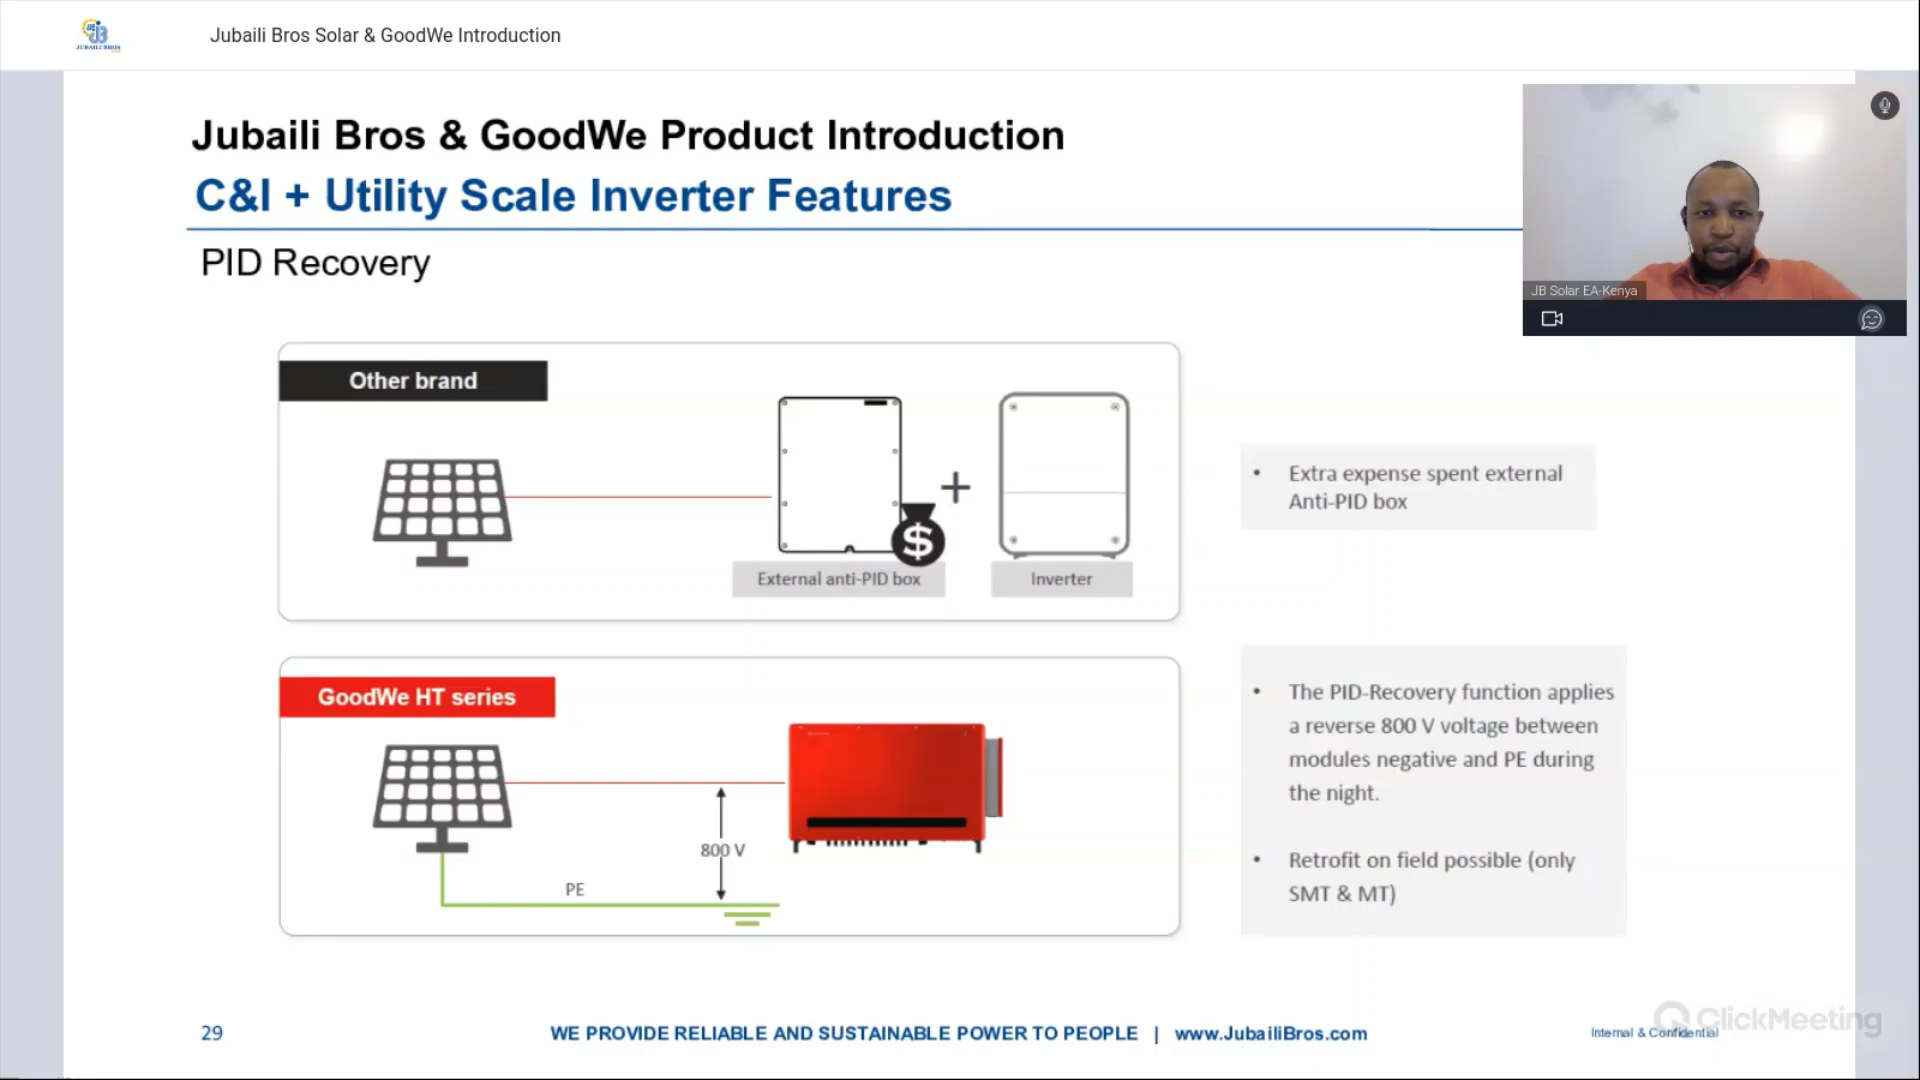 JUBAILI BROS
Jubaili Bros Solar & GoodWe Introduction
Jubaili Bros & GoodWe Product Introduction
C&I + Utility Scale Inverter Features
PID Recovery
JB Solar EA-Kenya
Other brand
$
+
External anti-PID box
Inverter
• Extra expense spent external
Anti-PID box
GoodWe HT series
800 V
PE
• The PID-Recovery function applies
a reverse 800 V voltage between
modules negative and PE during
the night.
• Retrofit on field possible (only
SMT & MT)
29
WE PROVIDE RELIABLE AND SUSTAINABLE POWER TO PEOPLE | www.JubailiBros.com
Internal & Confidential
ClickMeeting